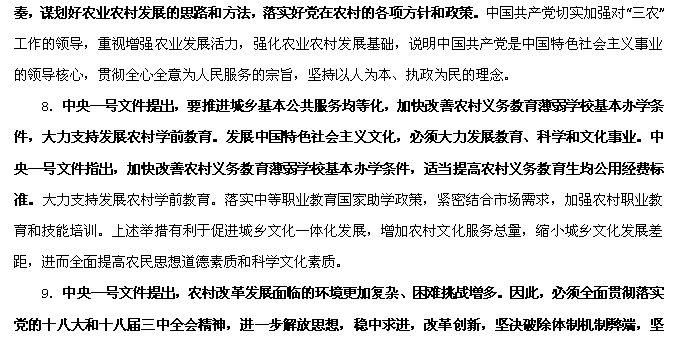 奏，谋划好农业农村发展的思路和方法，落实好党在农村的各项方针和政策。中国共产党切实加强对“三农”
工作的领导，重视增强农业发展活力，强化农业农村发展基础，说明中国共产党是中国特色社会主义事业
的领导核心，贯彻全心全意为人民服务的宗旨，坚持以人为本、执政为民的理念。
8．中央一号文件提出，要推进城乡基本公共服务均等化，加快改善农村义务教育薄弱学校基本办学条
件，大力支持发展农村学前教育。发展中国特色社会主义文化，必须大力发展教育、科学和文化事业。中
央一号文件指出，加快改善农村义务教育薄弱学校基本办学条件，适当提高农村义务教育生均公用经费标
准。大力支持发展农村学前教育。落实中等职业教育国家助学政策，紧密结合市场需求，加强农村职业教
育和技能培训。上述举措有利于促进城乡文化一体化发展，增加农村文化服务总量，缩小城乡文化发展差
距，进而全面提高农民思想道德素质和科学文化素质。
9．中央一号文件提出，农村改革发展面临的环境更加复杂、困难挑战增多。因此，必须全面贯彻落实
党的十八大和十八届三中全会精神，进一步解放思想，稳中求进，改革创新，坚决破除体制机制弊端，坚